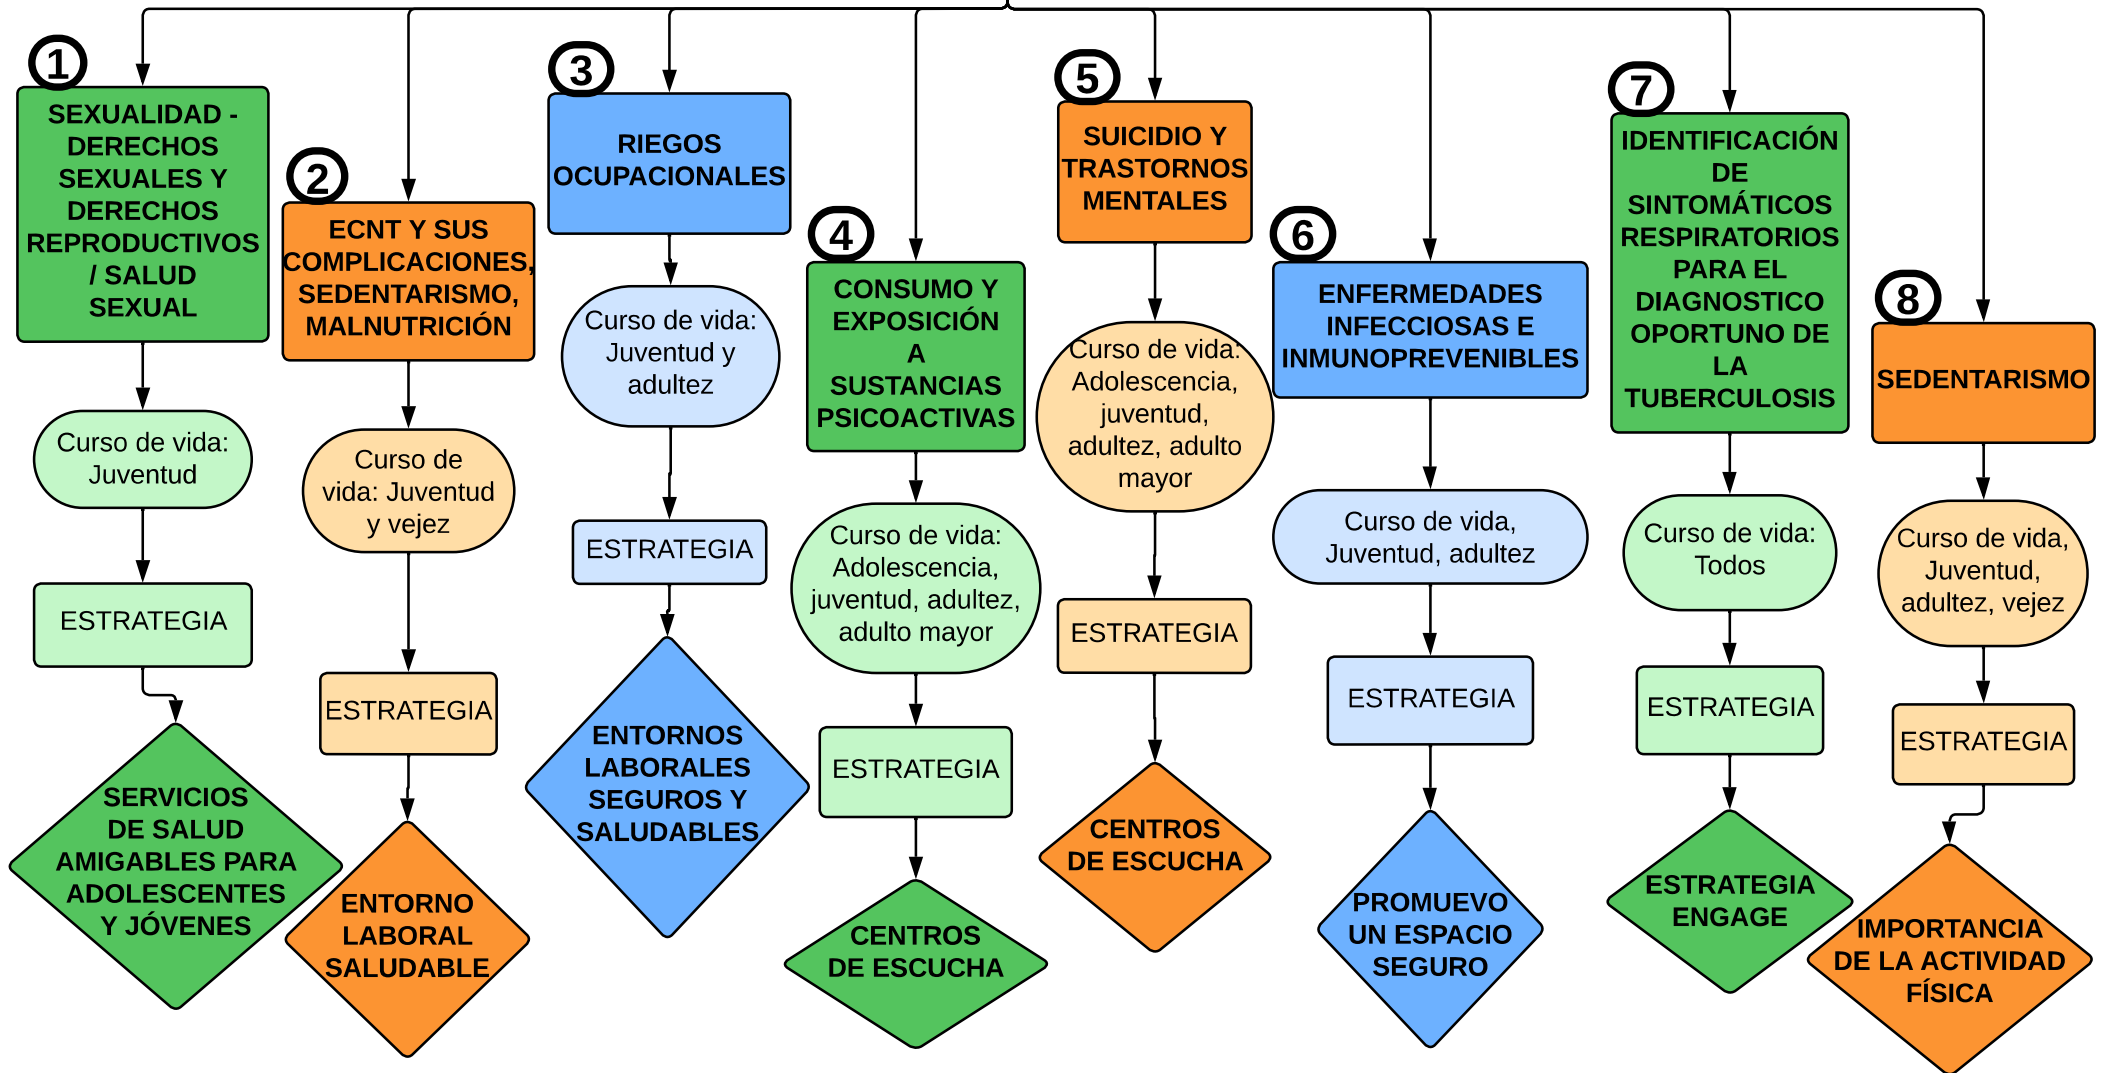 1
SEXUALIDAD -
DERECHOS
SEXUALES Y
DERECHOS
REPRODUCTIVOS
/ SALUD
SEXUAL
Curso de vida:
Juventud
ESTRATEGIA
SERVICIOS
DE SALUD
AMIGABLES PARA
ADOLESCENTES
Y JÓVENES
2
ECNT Y SUS
COMPLICACIONES,
SEDENTARISMO,
MALNUTRICIÓN
Curso de
vida: Juventud
y vejez
ESTRATEGIA
ENTORNO
LABORAL
SALUDABLE
3
RIEGOS
OCUPACIONALES
Curso de vida:
Juventud y
adultez
ESTRATEGIA
ENTORNOS
LABORALES
SEGUROS Y
SALUDABLES
4
CONSUMO Y
EXPOSICIÓN
A
SUSTANCIAS
PSICOACTIVAS
Curso de vida:
Adolescencia,
juventud, adultez,
adulto mayor
ESTRATEGIA
CENTROS
DE ESCUCHA
5
SUICIDIO Y
TRASTORNOS
MENTALES
Curso de vida:
Adolescencia,
juventud,
adultez, adulto
mayor
ESTRATEGIA
CENTROS
DE ESCUCHA
6
ENFERMEDADES
INFECCIOSAS E
INMUNOPREVENIBLES
Curso de vida,
Juventud, adultez
ESTRATEGIA
PROMUEVO
UN ESPACIO
SEGURO
7
IDENTIFICACIÓN
DE
SINTOMÁTICOS
RESPIRATORIOS
PARA EL
DIAGNOSTICO
OPORTUNO DE
LA
TUBERCULOSIS
Curso de vida:
Todos
ESTRATEGIA
ESTRATEGIA
ENGAGE
8
SEDENTARISMO
Curso de vida,
Juventud,
adultez, vejez
ESTRATEGIA
IMPORTANCIA
DE LA ACTIVIDAD
FÍSICA